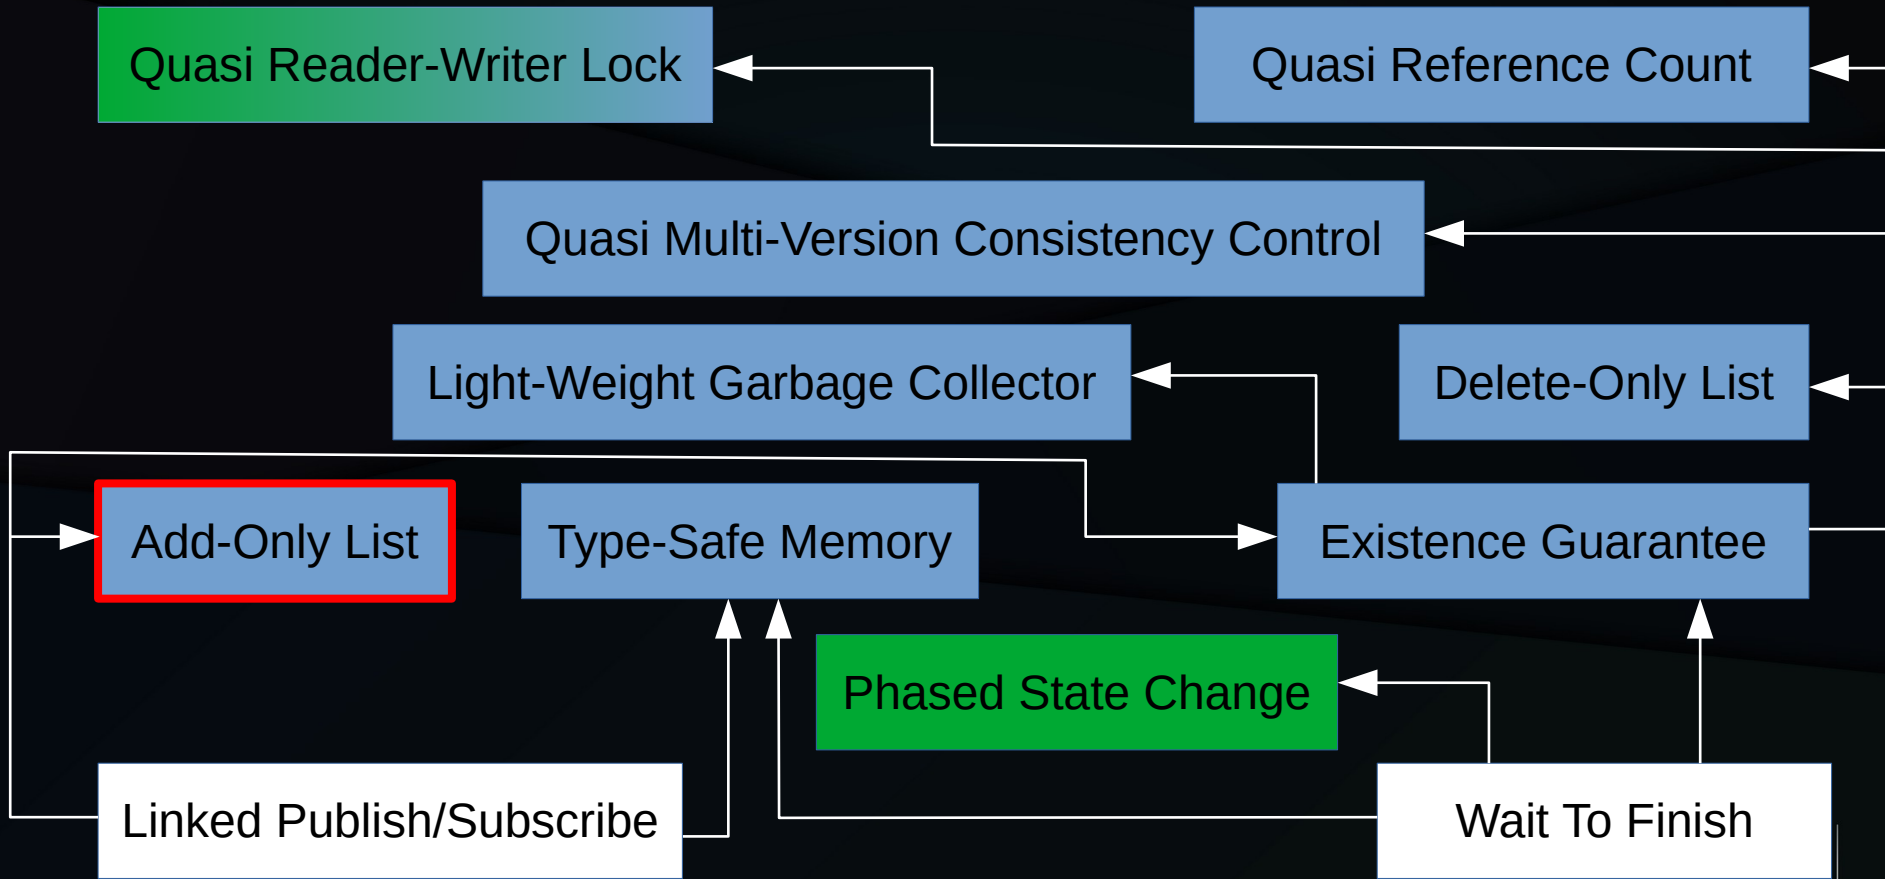 Quasi Reader-Writer Lock
Quasi Reference Count
Quasi Multi-Version Consistency Control
Light-Weight Garbage Collector
Delete-Only List
Add-Only List
Type-Safe Memory
Existence Guarantee
Phased State Change
Linked Publish/Subscribe
Wait To Finish